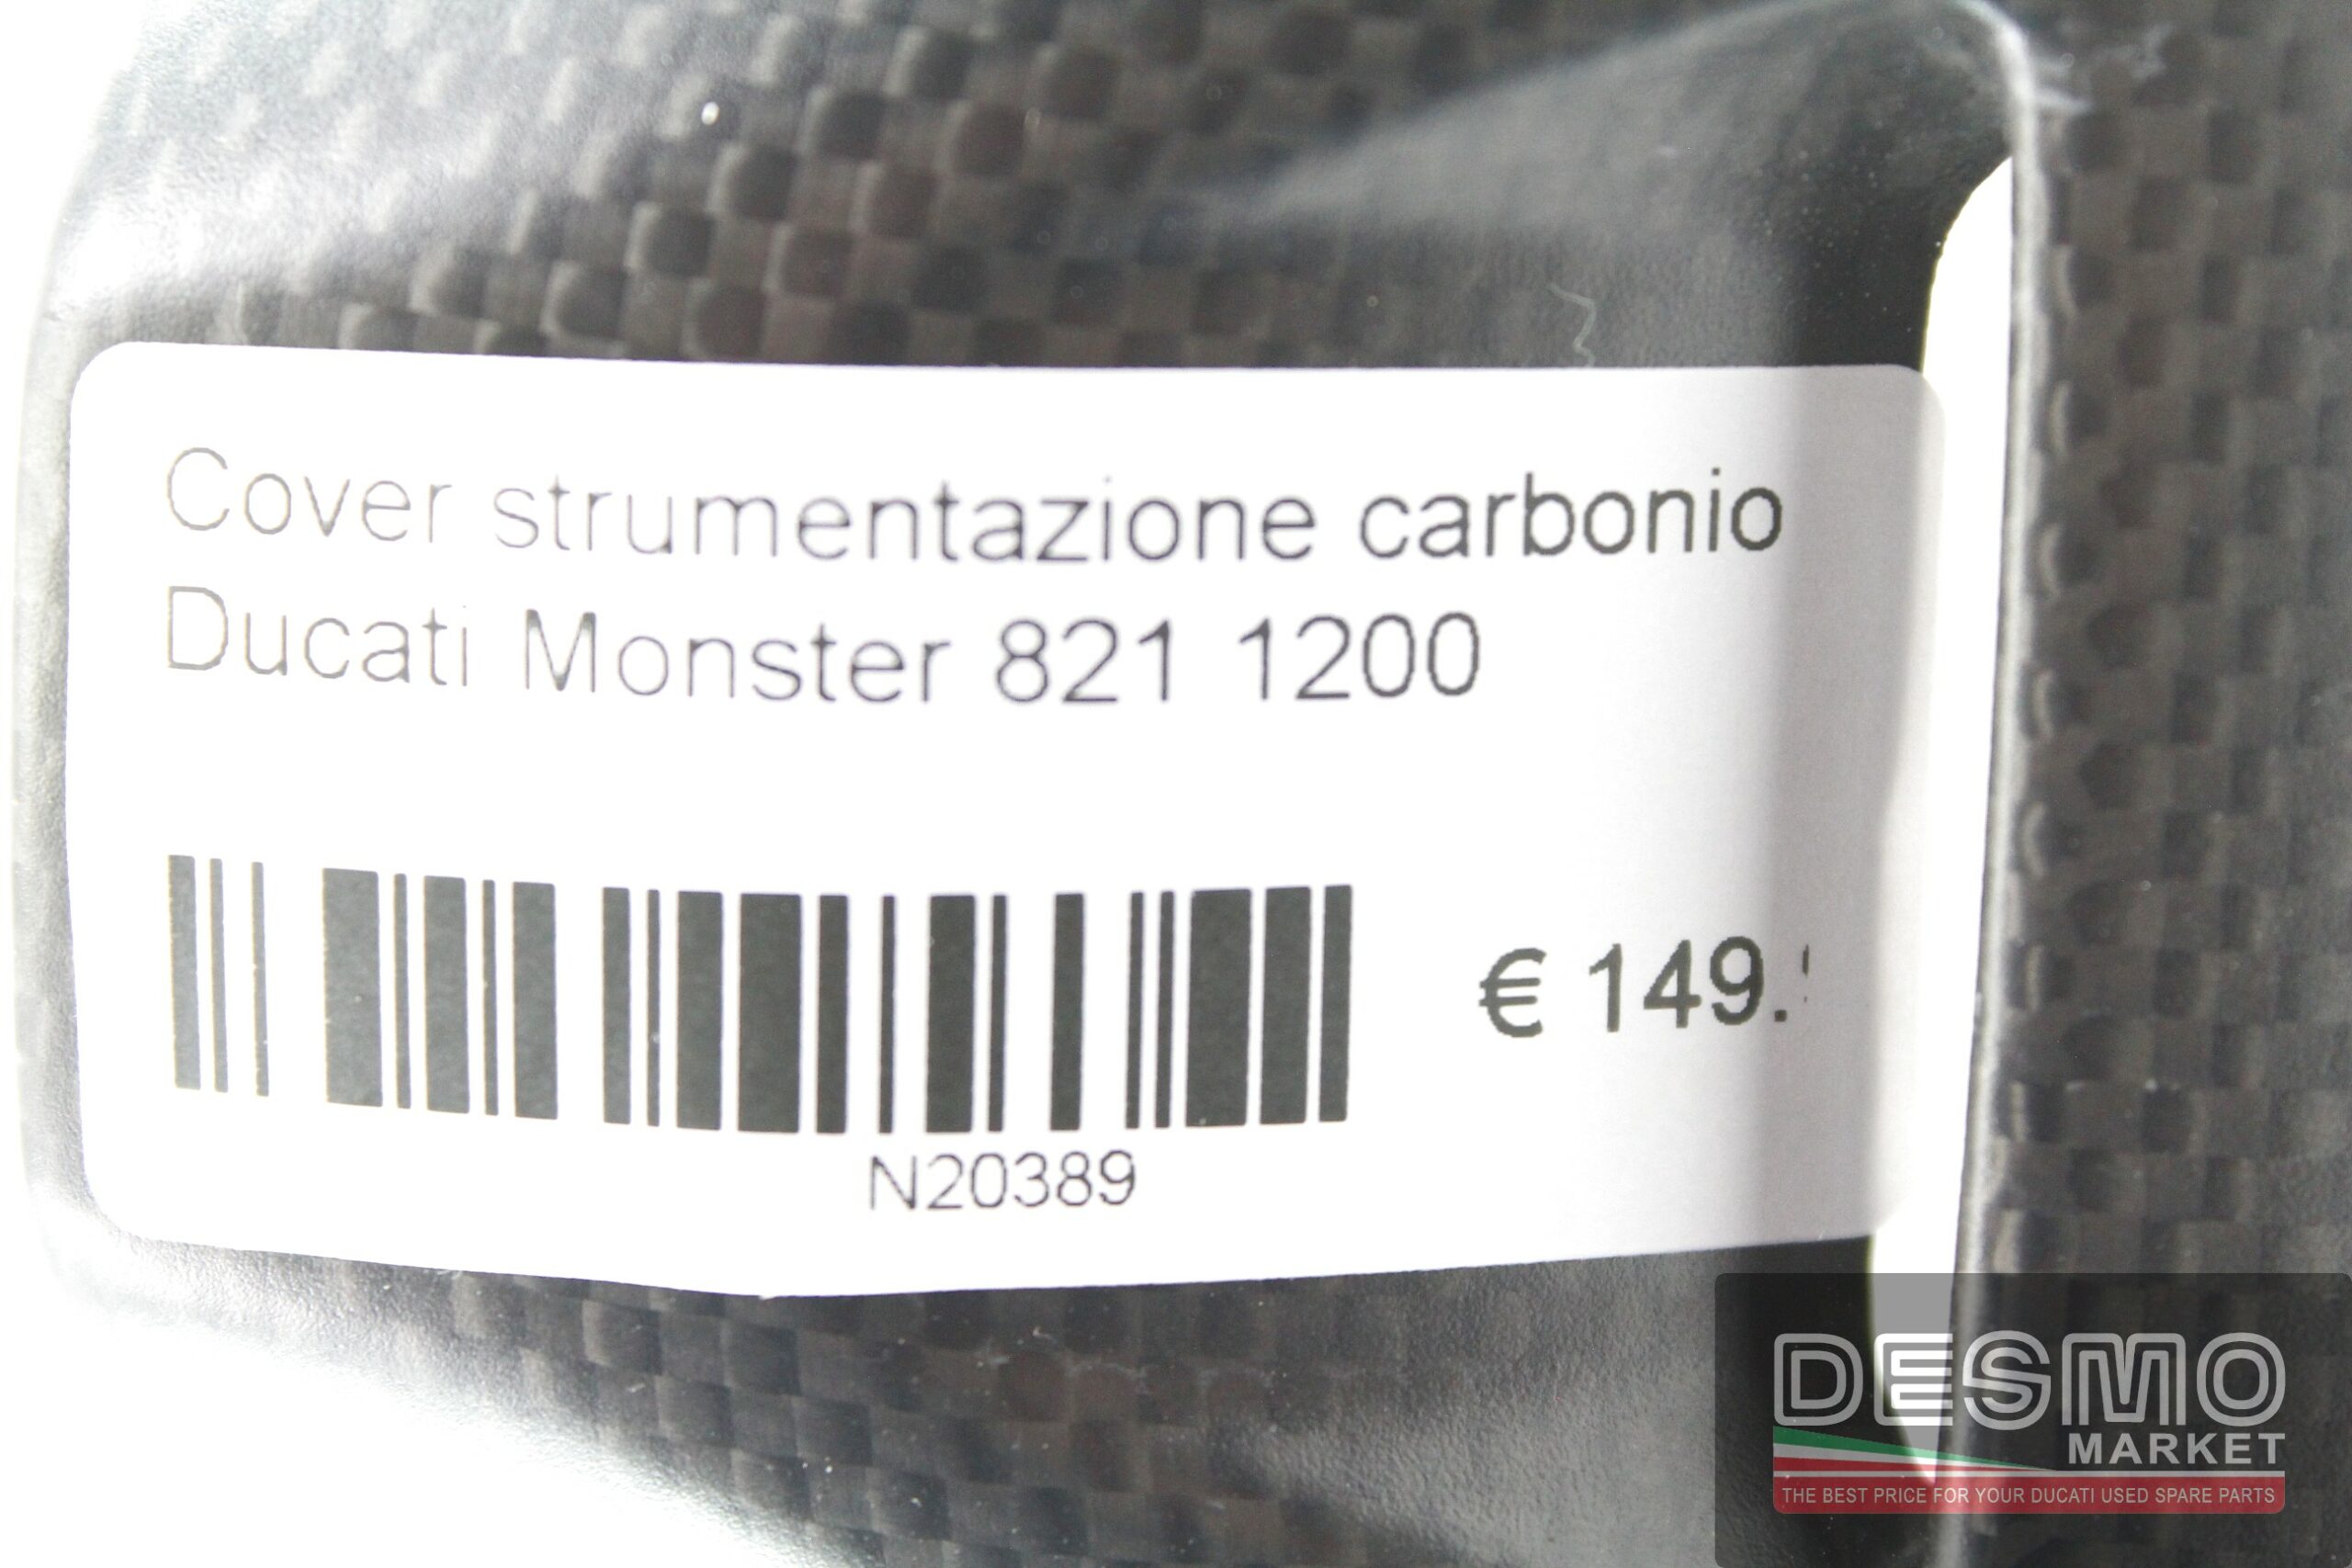 Cover strumentazione carbonio
Ducati Monster 821 1200
€ 149.
N20389
DESMO
MARKET
THE BEST PRICE FOR YOUR DUCATI USED SPARE PARTS